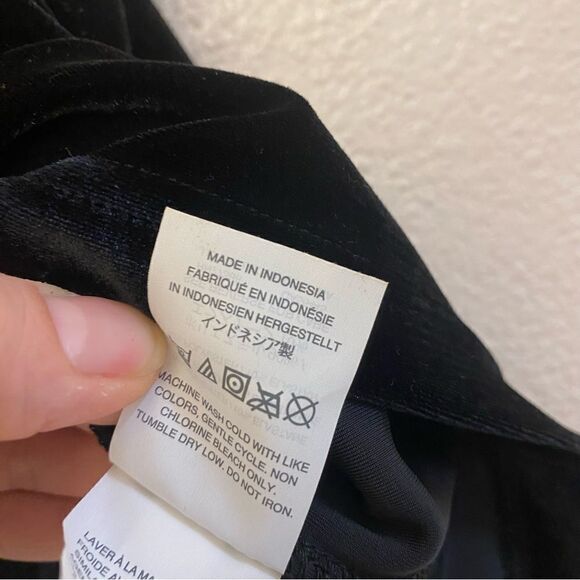 MADE IN INDONESIA
FABRIQUÉ EN INDONÉSIE
IN INDONESIEN HERGESTELLT
インドネシア製
MACHINE WASH COLD WITH LIKE
COLORS, GENTLE CYCLE. NON
CHLORINE BLEACH ONLY.
TUMBLE DRY LOW. DO NOT IRON.
LAVER À LA MA
FROIDE A